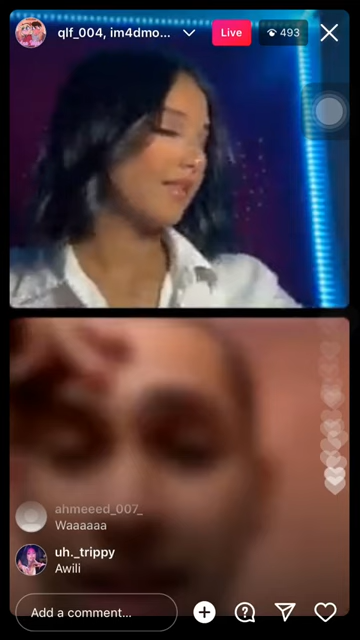 qlf_004, im4dmo...
Live
493
ahmeeed_007_
Waaaaaa
uh._trippy
Awili
Add a comment...